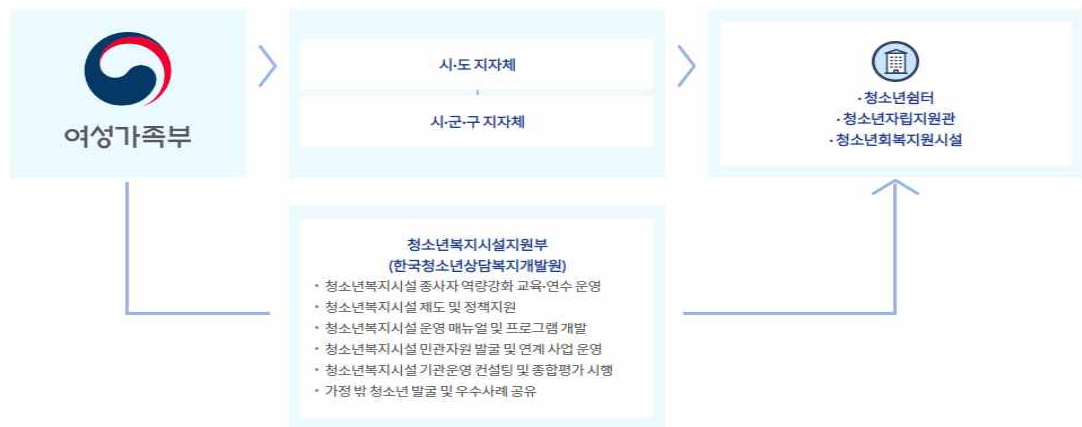 여성가족부
시·도 지자체
시·군·구 지자체
· 청소년쉼터
· 청소년자립지원관
· 청소년회복지원시설
청소년복지시설지원부
(한국청소년상담복지개발원)
• 청소년복지시설 종사자 역량강화 교육·연수 운영
• 청소년복지시설 제도 및 정책지원
• 청소년복지시설 운영 매뉴얼 및 프로그램 개발
• 청소년복지시설 민관자원 발굴 및 연계 사업 운영
• 청소년복지시설 기관운영 컨설팅 및 종합평가 시행
• 가정 밖 청소년 발굴 및 우수사례 공유